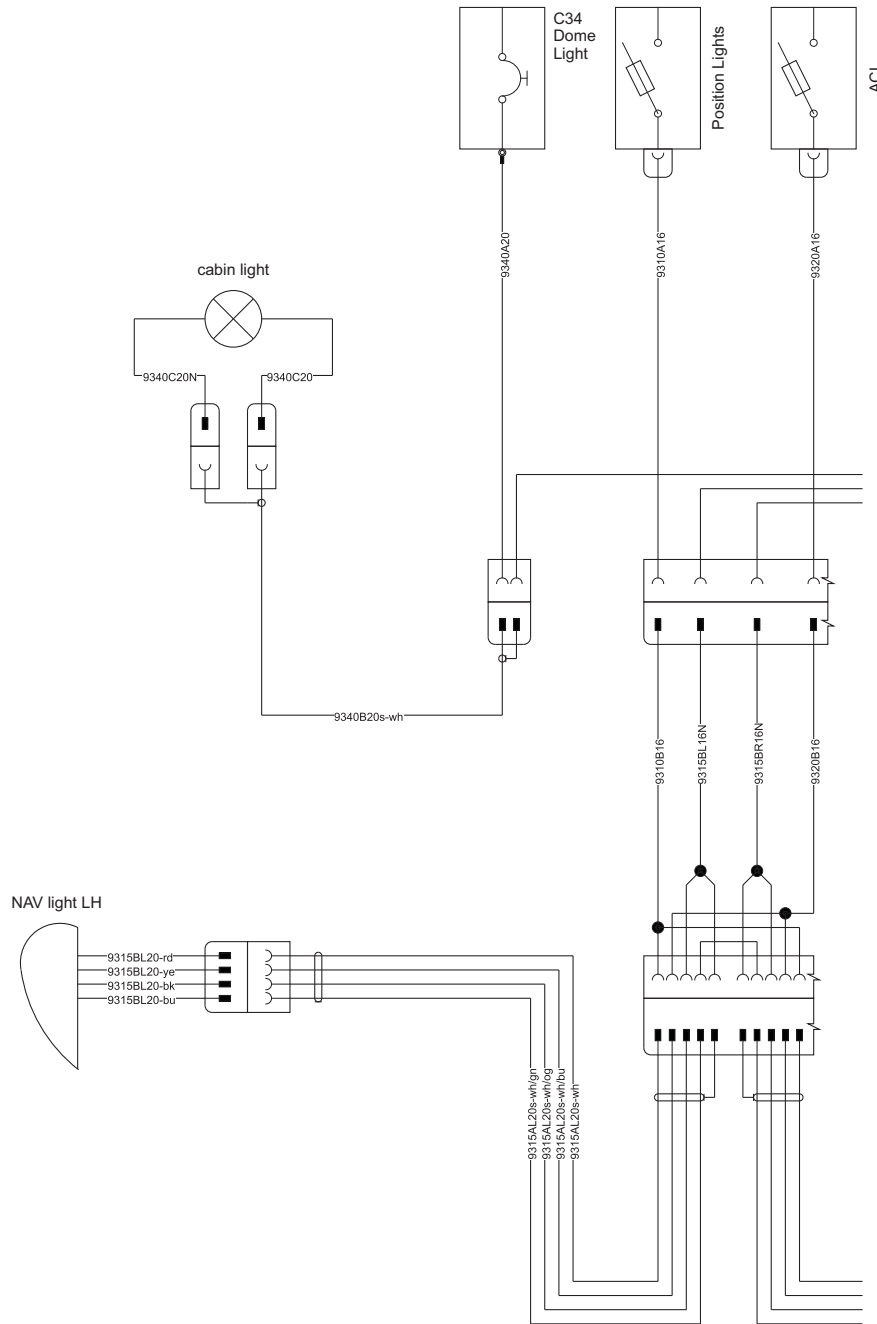 C34
Dome
Light
Position Lights
ACL
9340A20
9310A16
9320A16
cabin light
9340C20N
9340C20
9340B20s-wh
9310B16
9315BL16N
9315BR16N
9320B16
NAV light LH
9315BL20-rd
9315BL20-ye
9315BL20-bk
9315BL20-bu
9315AL20s-wh/gn
9315AL20s-wh/og
9315AL20s-wh/bu
9315AL20s-wh